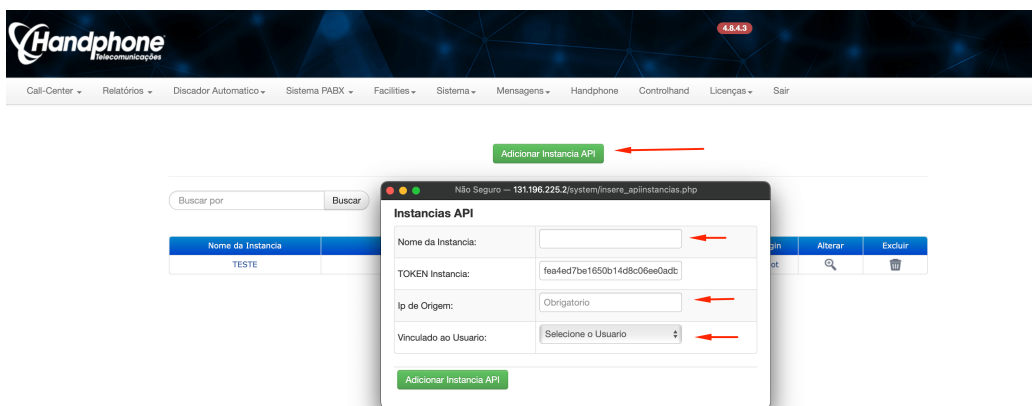 4.8.4.3
Handphone
Telecomunicações
Call-Center Relatórios Discador Automatico Sistema PABX Facilities Sistema Mensagens Handphone Controlhand Licenças Sair
Adicionar Instancia API
Buscar por Buscar
Não Seguro — 131.196.225.2/system/insere_apiinstancias.php
Instancias API
Nome da Instancia Alterar Excluir
Nome da Instancia:
TESTE
TOKEN Instancia: fea4ed7be1650b14d8c06ee0adb
Ip de Origem: Obrigatorio
Vinculado ao Usuario: Selecione o Usuario
Adicionar Instancia API